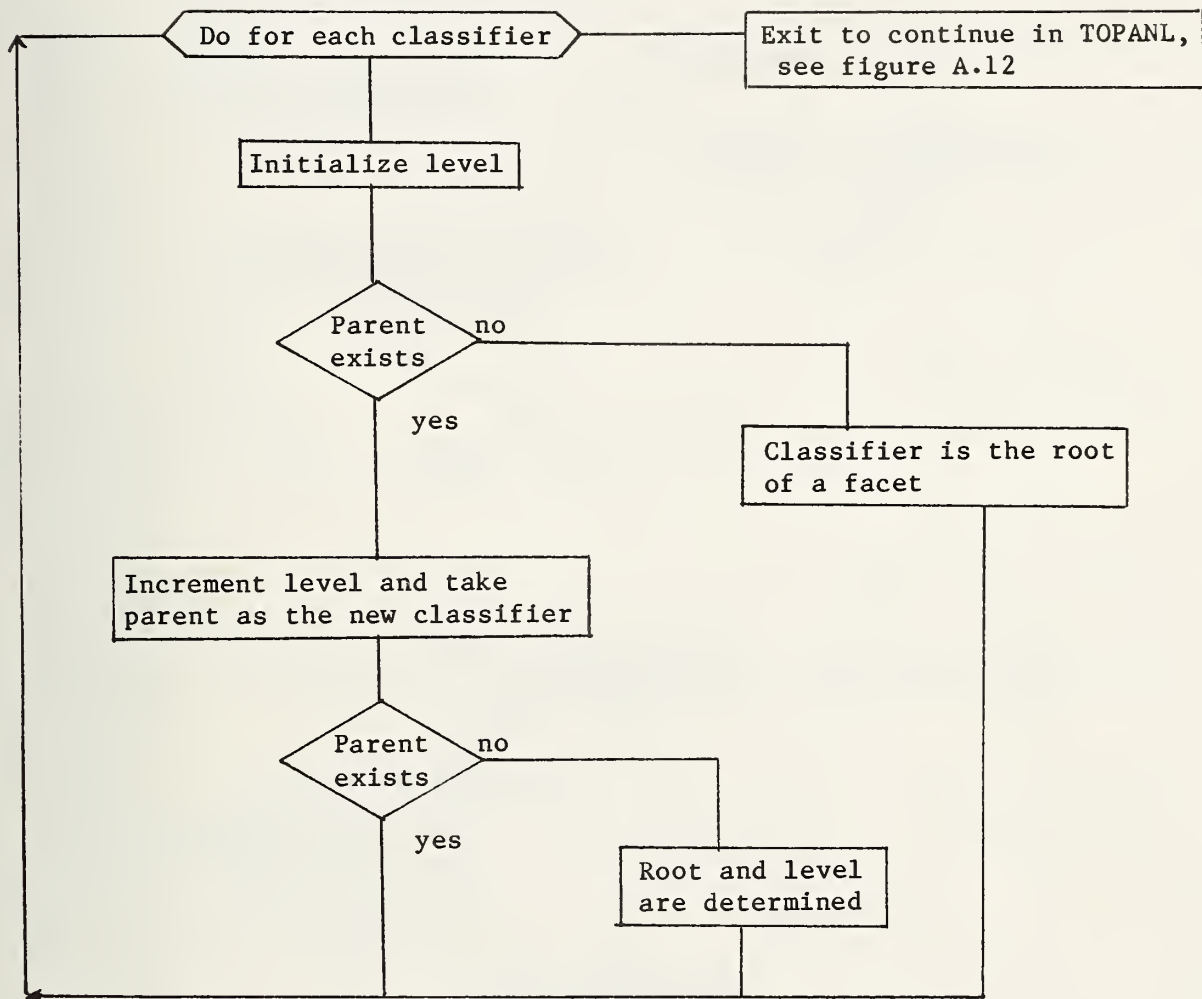 Do for each classifier
Exit to continue in TOPANL,
see figure A.12
Initialize level
Parent
exists
no
yes
Classifier is the root
of a facet
Increment level and take
parent as the new classifier
Parent
exists
no
yes
Root and level
are determined